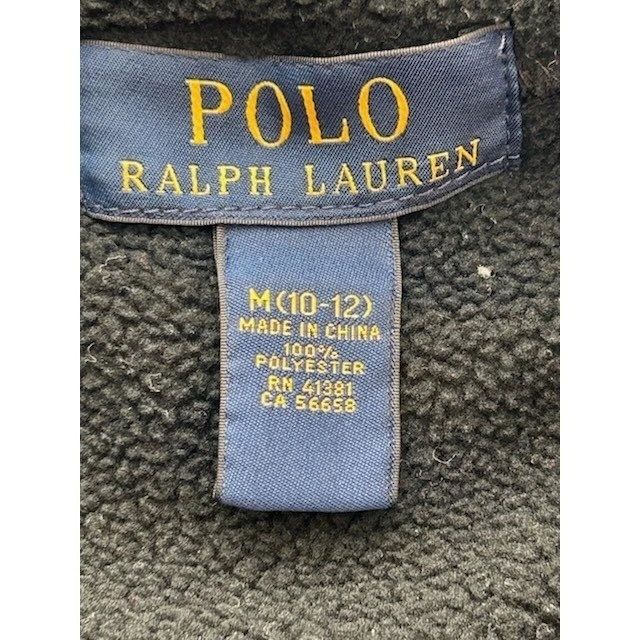 POLO
RALPH LAUREN
M(10-12)
MADE IN CHINA
100%
POLYESTER
RN 41381
CA 56658